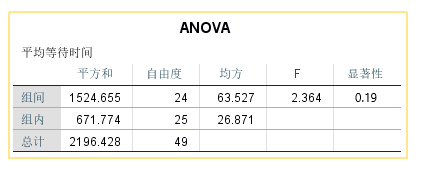 ANOVA
平均等待时间
平方和 自由度 均方 F 显著性
组间 1524.655 24 63.527 2.364 0.19
组内 671.774 25 26.871
总计 2196.428 49